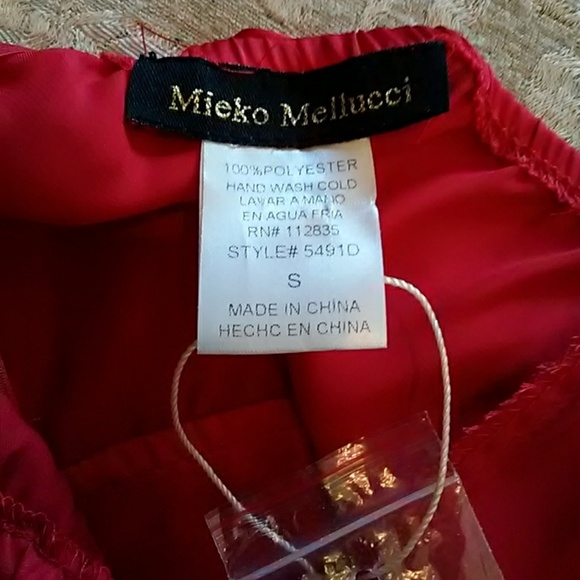 Mieko Mellucci
100%POLYESTER
HAND WASH COLD
LAVAR A MANO
EN AGUA FRIA
RN# 112835
STYLE# 5491D
S
MADE IN CHINA
HECHC EN CHINA